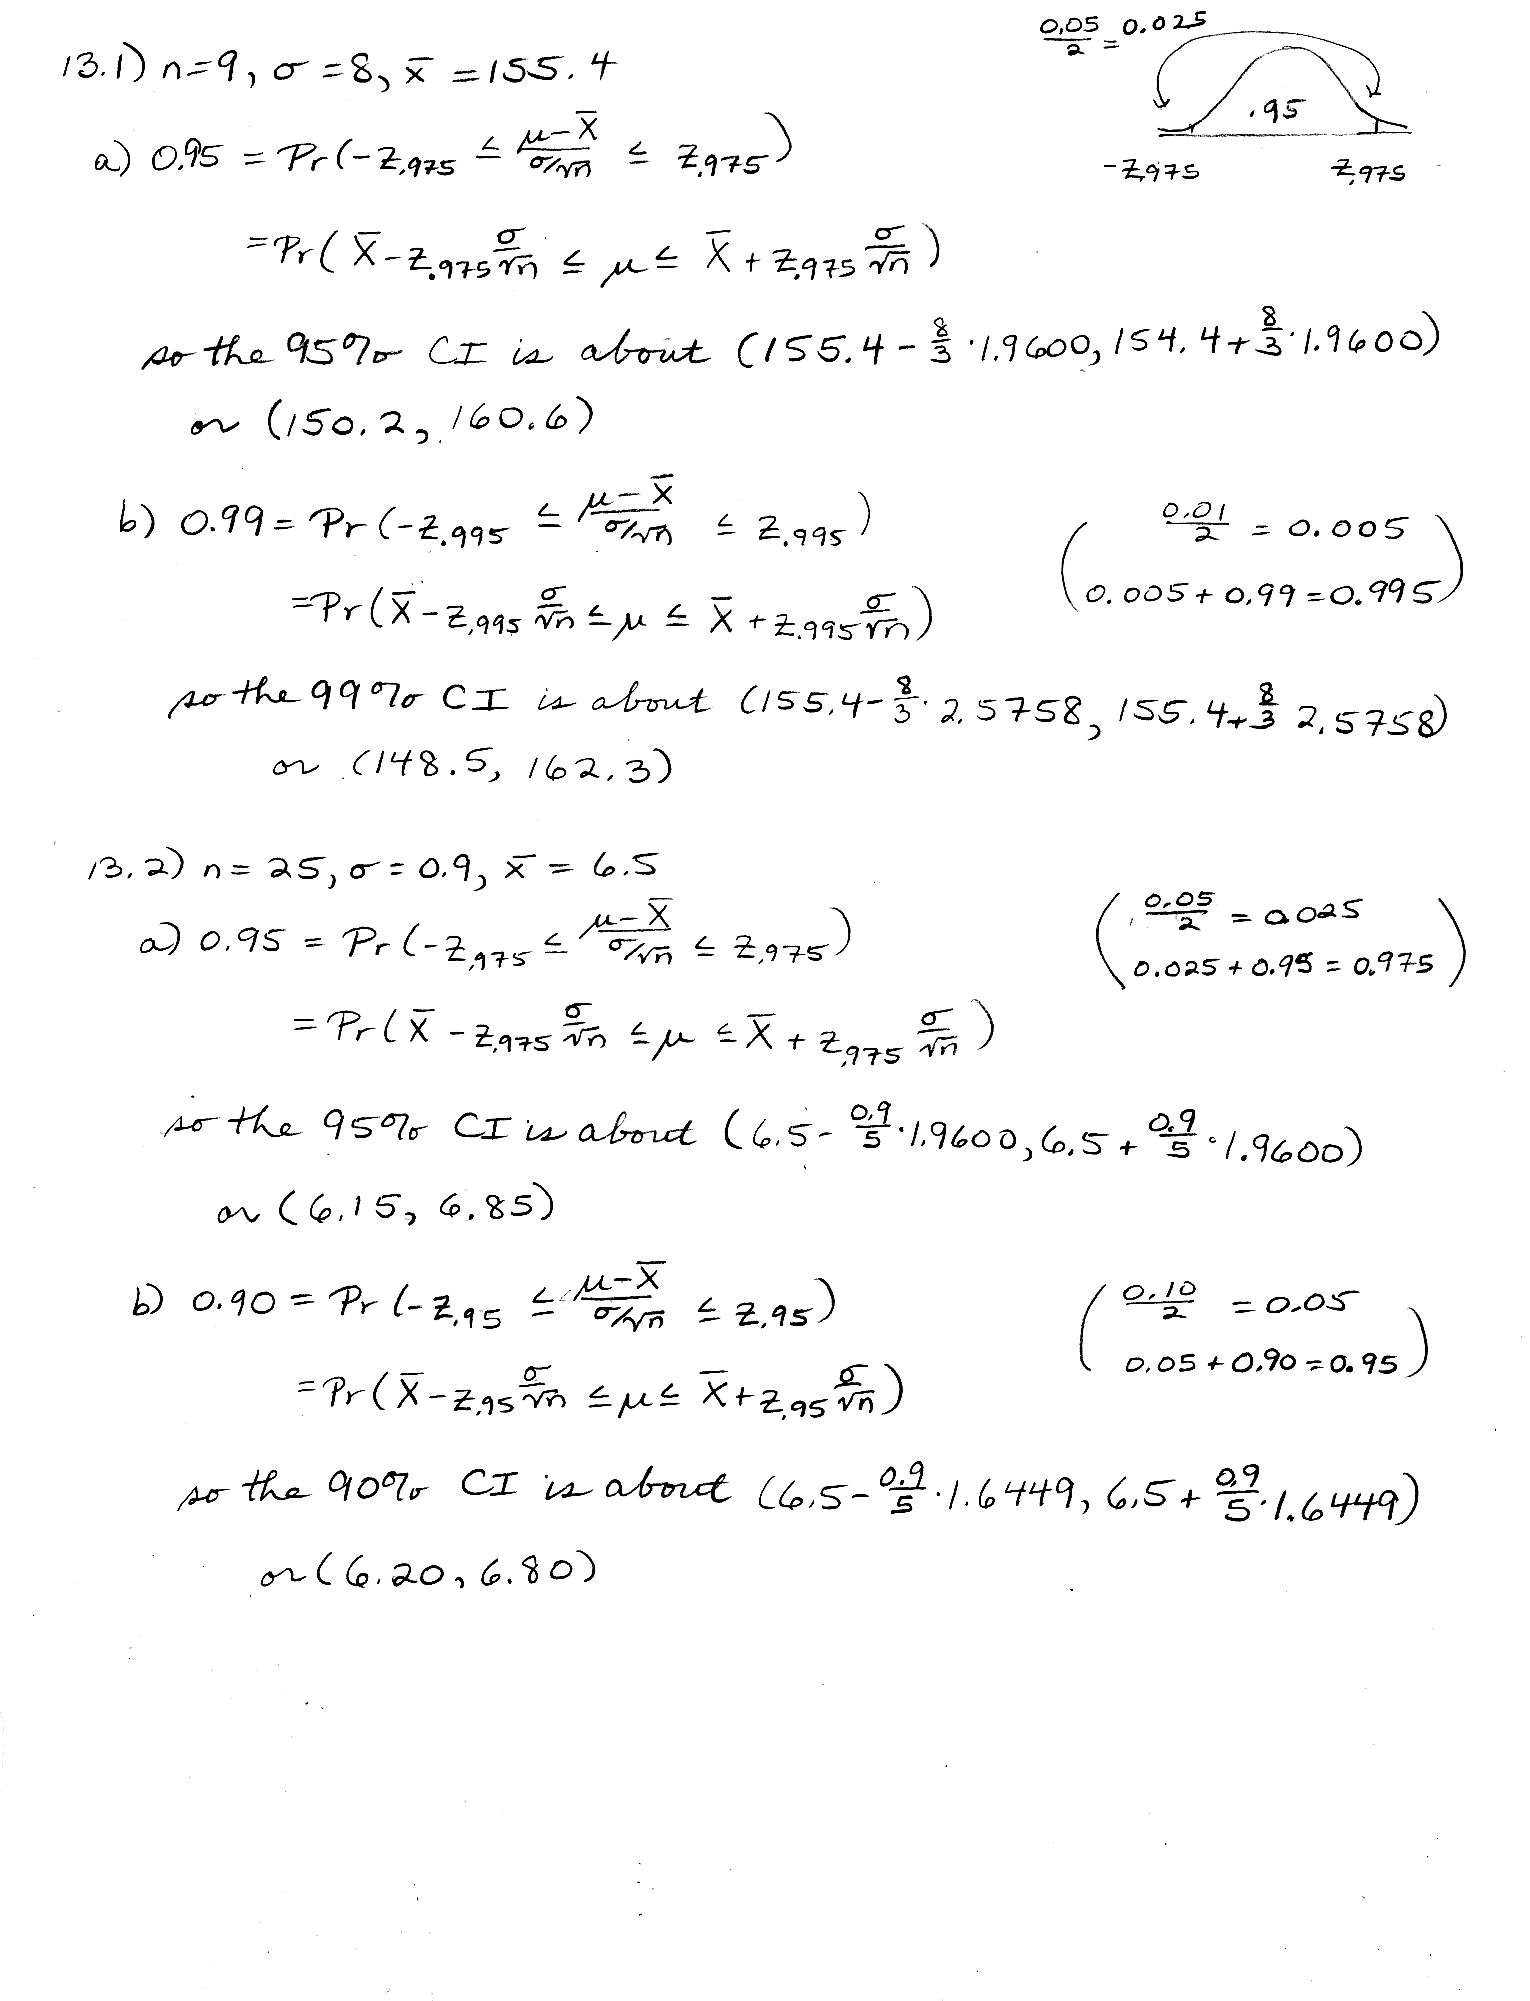 13.1) n=9, σ=8, x̄ =155.4
0.05/2 = 0.025
.95
-z.975 z.975
a) 0.95 = Pr(-z.975 ≤ (μ-X̄)/(σ/√n) ≤ z.975)
=Pr(X̄-z.975 σ/√n ≤ μ ≤ X̄+z.975 σ/√n)
so the 95% CI is about (155.4-8/3·1.9600, 154.4+8/3·1.9600)
or (150.2, 160.6)
b) 0.99 = Pr(-z.995 ≤ (μ-X̄)/(σ/√n) ≤ z.995)
(0.01/2 = 0.005
0.005+0.99=0.995)
=Pr(X̄-z.995 σ/√n ≤ μ ≤ X̄+z.995 σ/√n)
so the 99% CI is about (155.4-8/3·2.5758, 155.4+8/3 2.5758)
or (148.5, 162.3)
13.2) n=25, σ=0.9, x̄ = 6.5
a) 0.95 = Pr(-z.975 ≤ (μ-X̄)/(σ/√n) ≤ z.975)
(0.05/2 = 0.025
0.025+0.95=0.975)
=Pr(X̄-z.975 σ/√n ≤ μ ≤ X̄+z.975 σ/√n)
so the 95% CI is about (6.5-0.9/5·1.9600, 6.5+0.9/5·1.9600)
or (6.15, 6.85)
b) 0.90 = Pr(-z.95 ≤ (μ-X̄)/(σ/√n) ≤ z.95)
(0.10/2 = 0.05
0.05+0.90=0.95)
=Pr(X̄-z.95 σ/√n ≤ μ ≤ X̄+z.95 σ/√n)
so the 90% CI is about (6.5-0.9/5·1.6449, 6.5+0.9/5·1.6449)
or (6.20, 6.80)